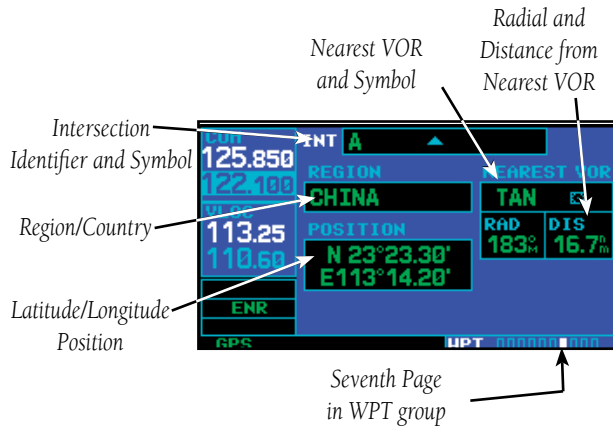 Radial and
Distance from
Nearest VOR
Nearest VOR
and Symbol
Intersection
Identifier and Symbol
Region/Country
Latitude/Longitude
Position
COM
125.850
122.100
VLOC
113.25
110.60
ENR
GPS
INT A
REGION
CHINA
POSITION
N 23°23.30'
E113°14.20'
NEAREST VOR
TAN
RAD DIS
183° 16.7
WPT
Seventh Page
in WPT group